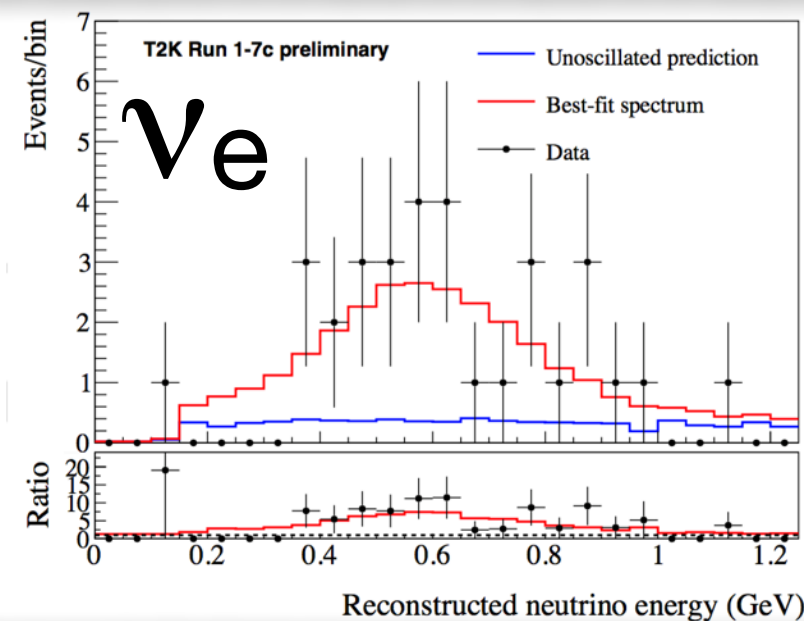 T2K Run 1-7c preliminary
νe
Unoscillated prediction
Best-fit spectrum
Data
Events/bin
7
6
5
4
3
2
1
0
Ratio
20
15
10
5
0
0 0.2 0.4 0.6 0.8 1 1.2
Reconstructed neutrino energy (GeV)